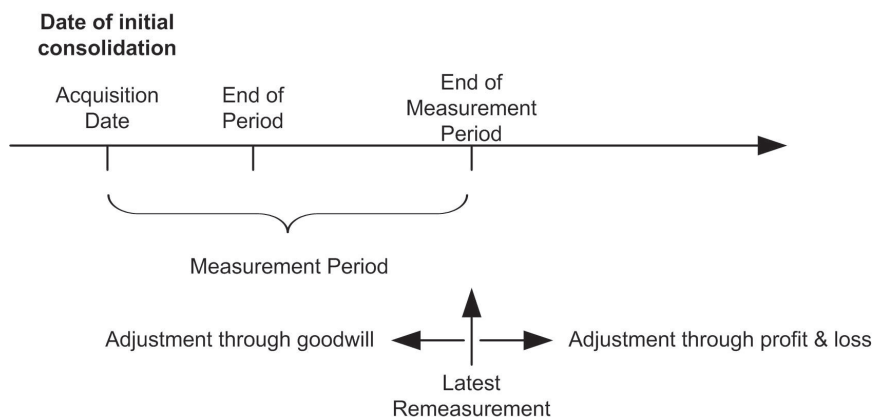 Date of initial
consolidation
Acquisition
Date
End of
Period
End of
Measurement
Period
Measurement Period
Adjustment through goodwill
Adjustment through profit & loss
Latest
Remeasurement